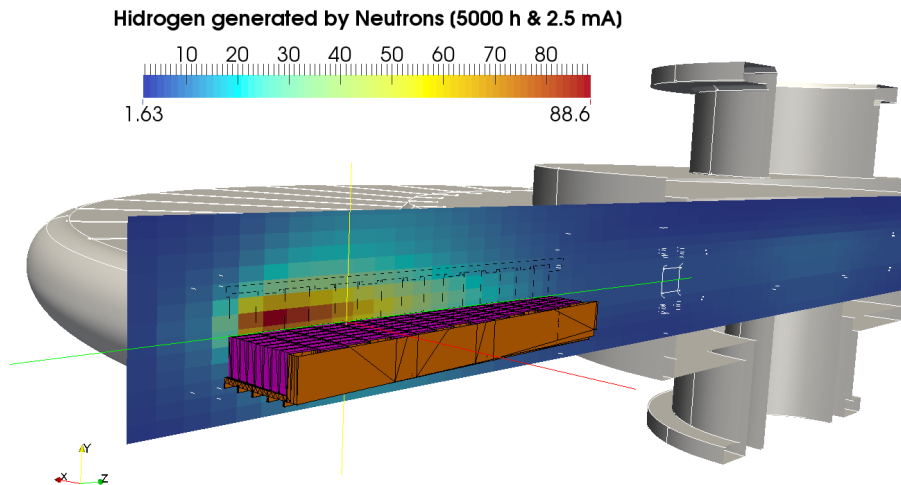 Hidrogen generated by Neutrons (5000 h & 2.5 mA)
10 20 30 40 50 60 70 80
1.63 88.6
Y
X Z